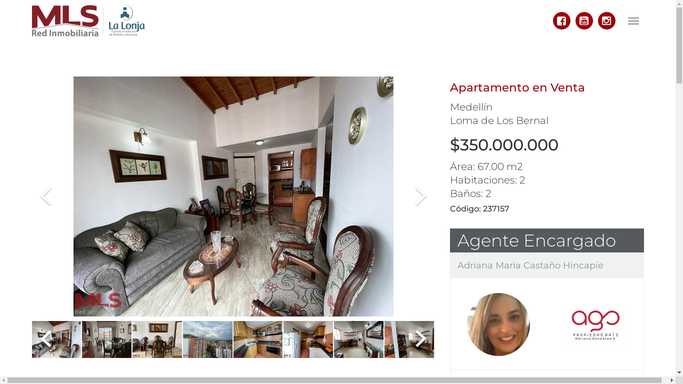 MLS
Red Inmobiliaria
La Lonja
Apartamento en Venta
Medellín
Loma de Los Bernal
$350.000.000
Área: 67.00 m2
Habitaciones: 2
Baños: 2
Código: 237157
Agente Encargado
Adriana Maria Castaño Hincapie
MLS
ago